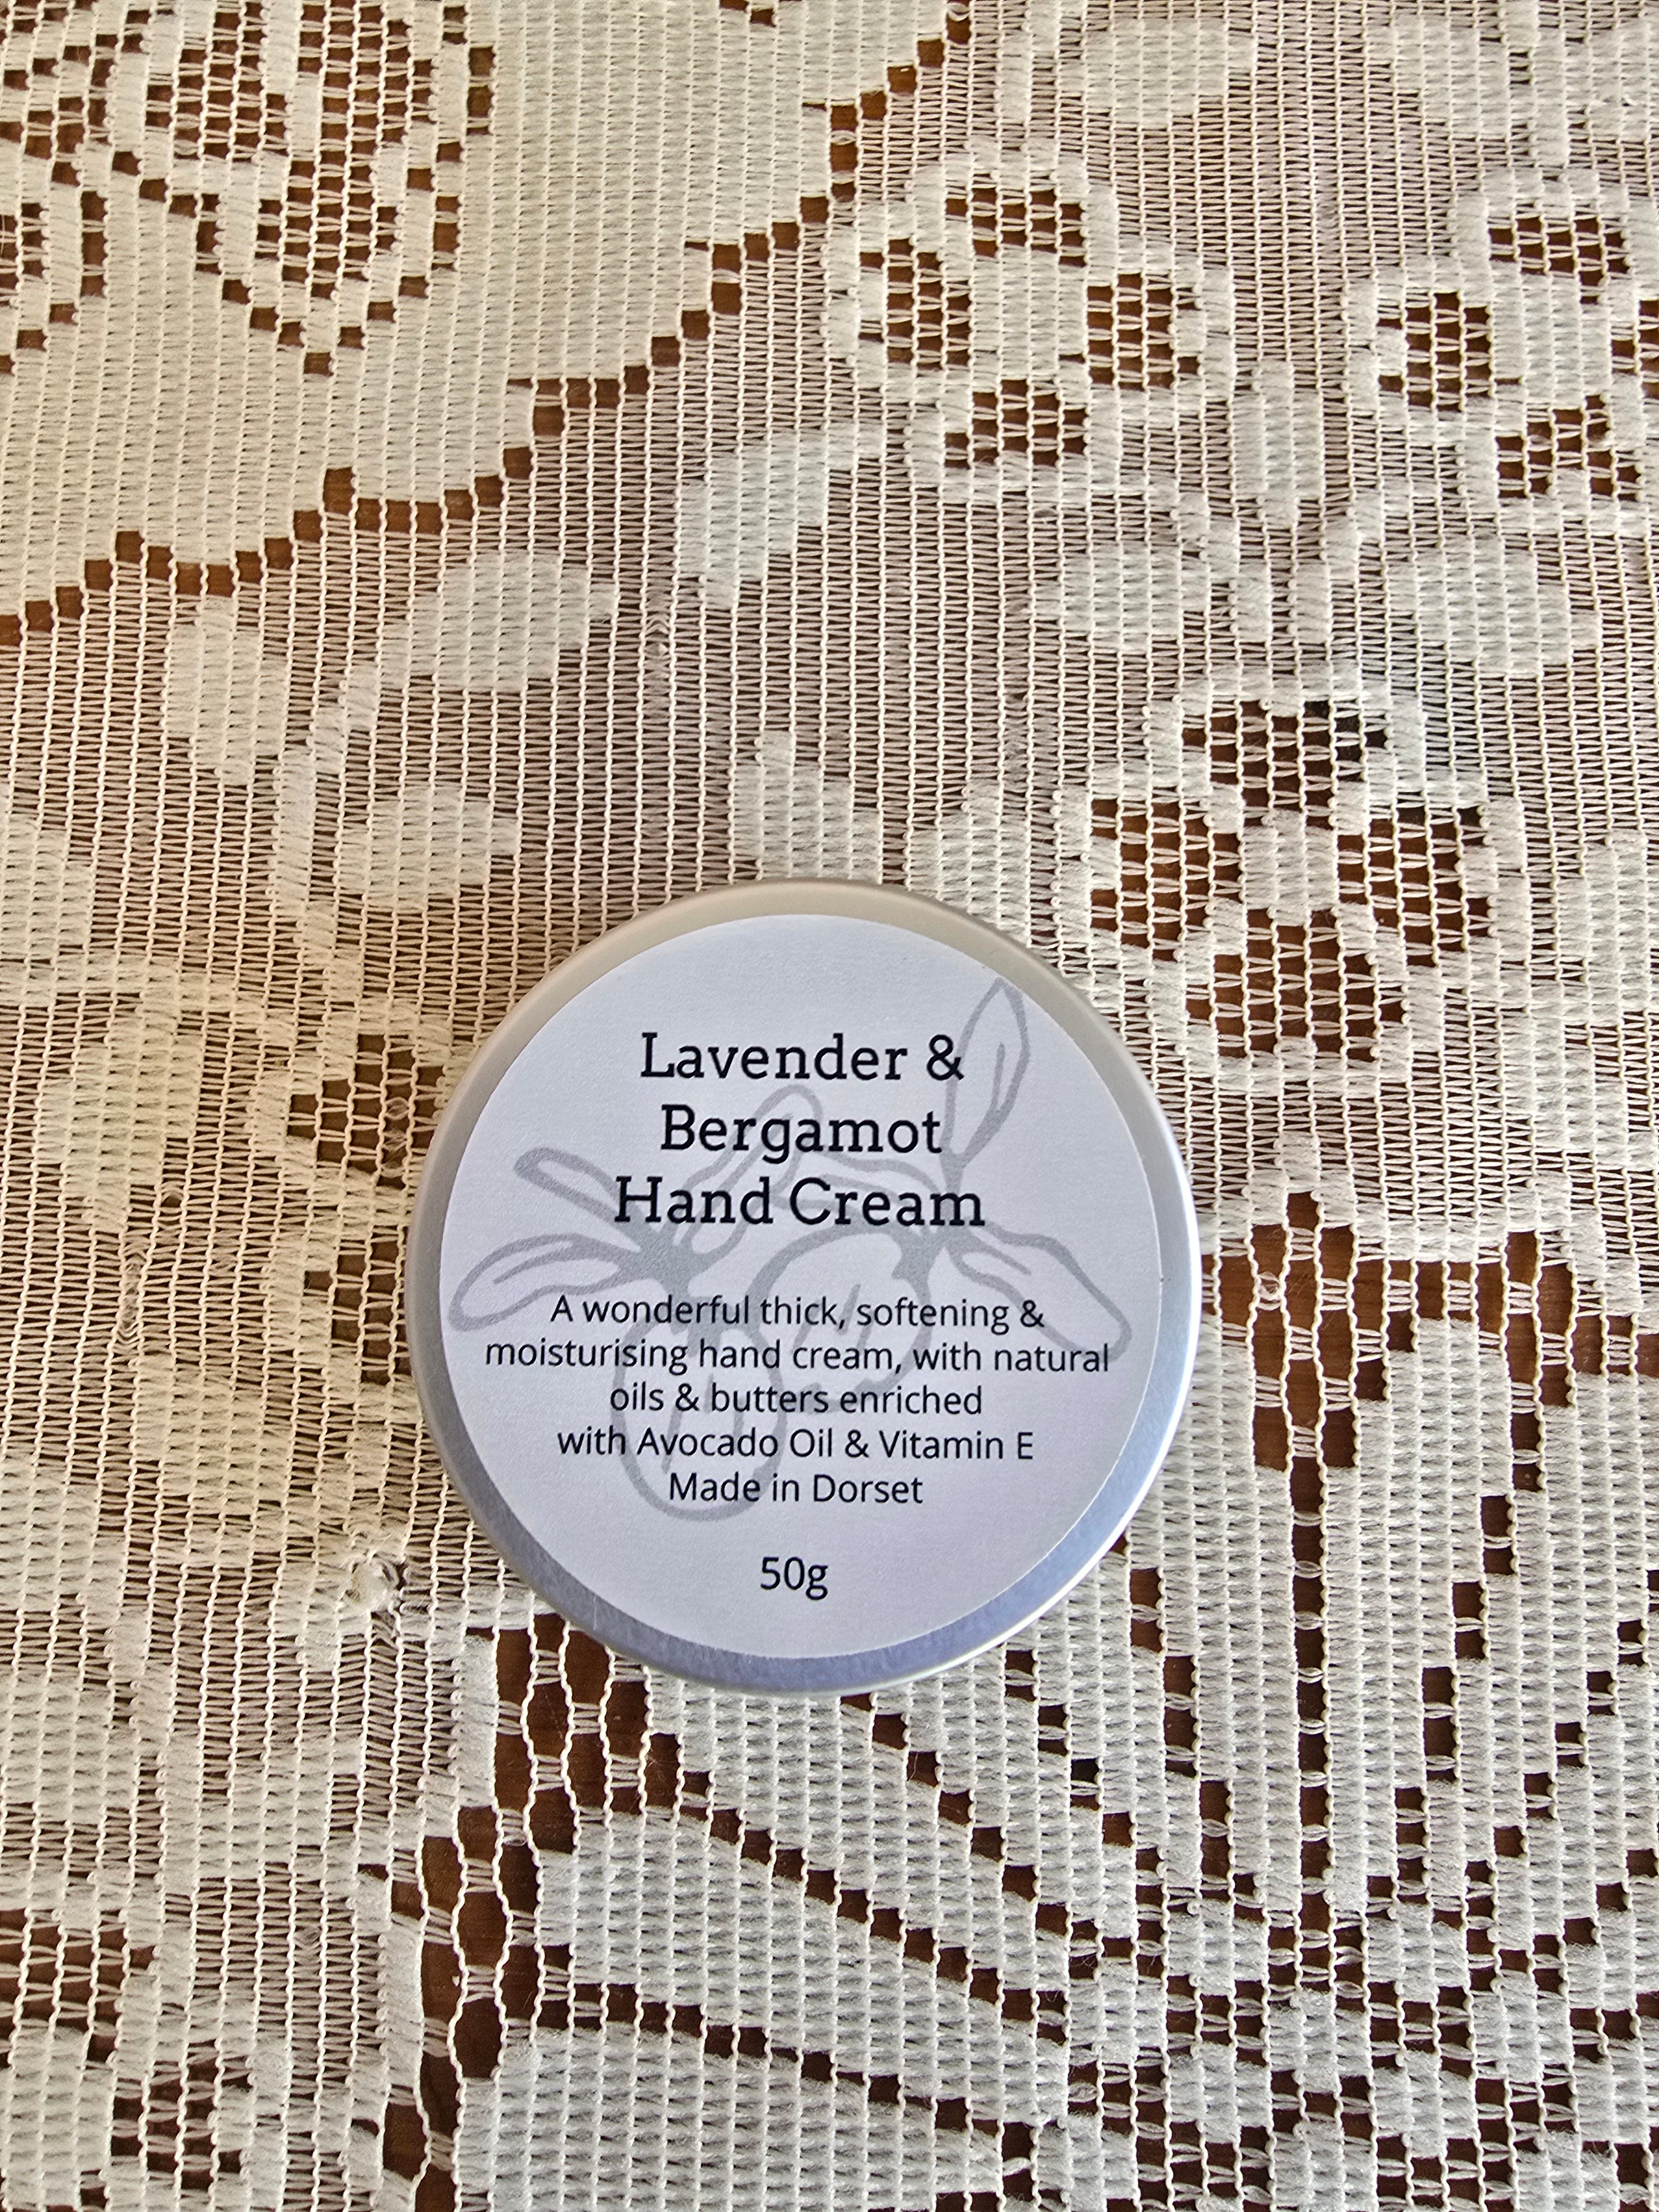 Lavender &
Bergamot
Hand Cream
A wonderful thick, softening &
moisturising hand cream, with natural
oils & butters enriched
with Avocado Oil & Vitamin E
Made in Dorset
50g